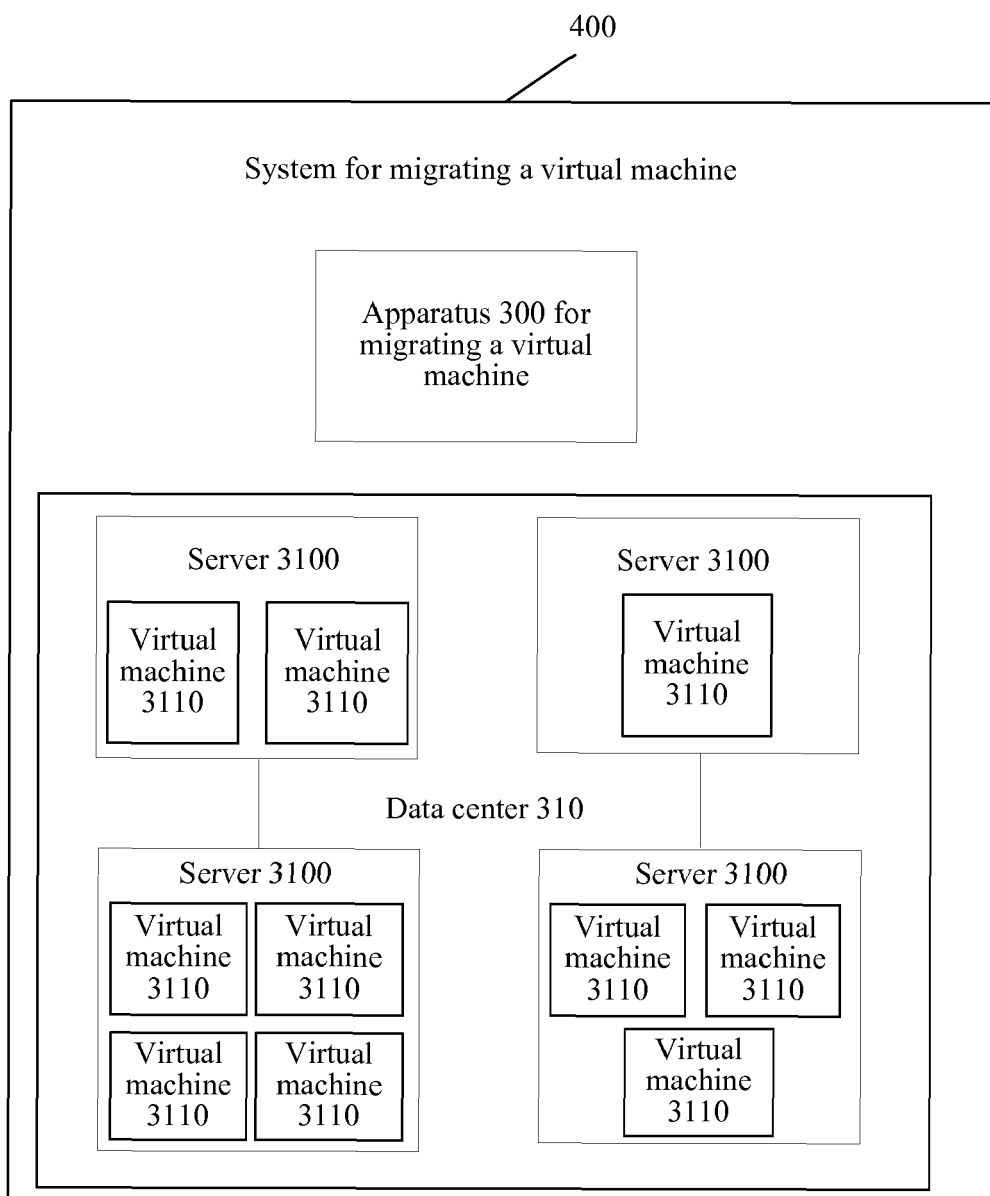 400
System for migrating a virtual machine
Apparatus 300 for
migrating a virtual
machine
Server 3100
Virtual
machine
3110
Virtual
machine
3110
Server 3100
Virtual
machine
3110
Data center 310
Server 3100
Virtual
machine
3110
Virtual
machine
3110
Virtual
machine
3110
Virtual
machine
3110
Server 3100
Virtual
machine
3110
Virtual
machine
3110
Virtual
machine
3110